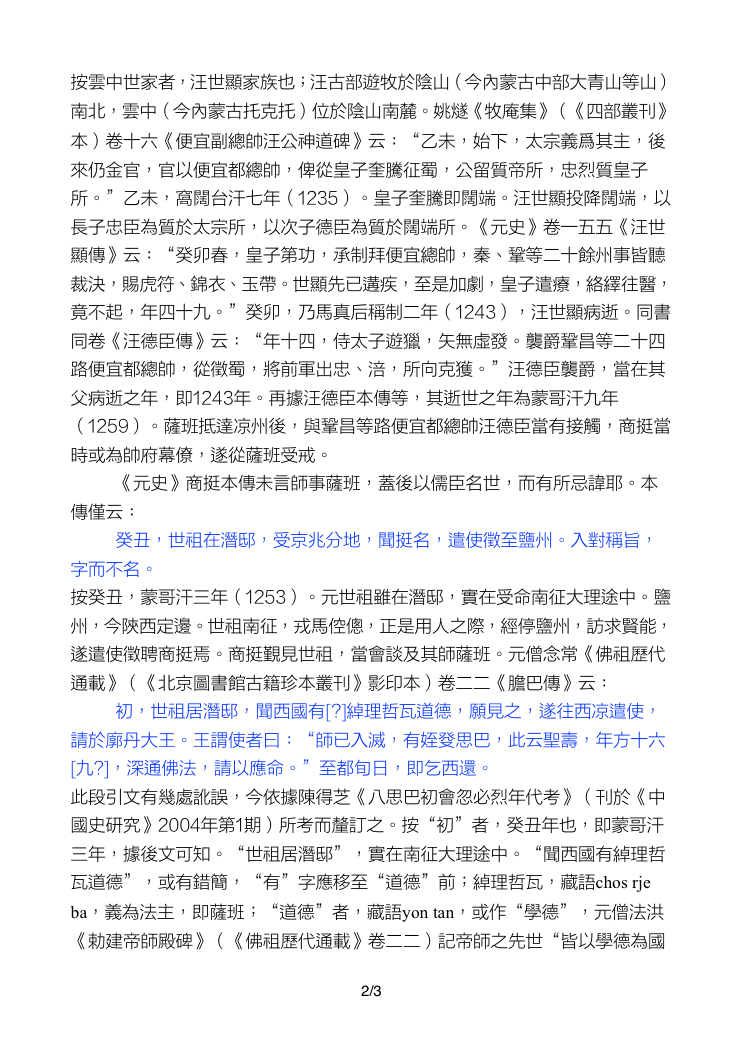 按雲中世家者，汪世顯家族也；汪古部遊牧於陰山（今內蒙古中部大青山等山）
南北，雲中（今內蒙古托克托）位於陰山南麓。姚燧《牧庵集》（《四部叢刊》
本）卷十六《便宜副總帥汪公神道碑》云：“乙未，始下，太宗義爲其主，後
來仍金官，官以便宜都總帥，俾從皇子奎騰征蜀，公留質帝所，忠烈質皇子
所。”乙未，窩闊台汗七年（1235）。皇子奎騰即闊端。汪世顯投降闊端，以
長子忠臣為質於太宗所，以次子德臣為質於闊端所。《元史》卷一五五《汪世
顯傳》云：“癸卯春，皇子第功，承制拜便宜總帥，秦、鞏等二十餘州事皆聽
裁決，賜虎符、錦衣、玉帶。世顯先已遘疾，至是加劇，皇子遣療，絡繹往醫，
竟不起，年四十九。”癸卯，乃馬真后稱制二年（1243），汪世顯病逝。同書
同卷《汪德臣傳》云：“年十四，侍太子遊獵，矢無虛發。襲爵鞏昌等二十四
路便宜都總帥，從徵蜀，將前軍出忠、涪，所向克獲。”汪德臣襲爵，當在其
父病逝之年，即1243年。再據汪德臣本傳等，其逝世之年為蒙哥汗九年
（1259）。薩班抵達凉州後，與鞏昌等路便宜都總帥汪德臣當有接觸，商挺當
時或為帥府幕僚，遂從薩班受戒。
《元史》商挺本傳未言師事薩班，蓋後以儒臣名世，而有所忌諱耶。本
傳僅云：
癸丑，世祖在潛邸，受京兆分地，聞挺名，遣使徵至鹽州。入對稱旨，
字而不名。
按癸丑，蒙哥汗三年（1253）。元世祖雖在潛邸，實在受命南征大理途中。鹽
州，今陝西定邊。世祖南征，戎馬倥傯，正是用人之際，經停鹽州，訪求賢能，
遂遣使徵聘商挺焉。商挺覲見世祖，當會談及其師薩班。元僧念常《佛祖歷代
通載》（《北京圖書館古籍珍本叢刊》影印本）卷二二《膽巴傳》云：
初，世祖居潛邸，聞西國有[?]綽理哲瓦道德，願見之，遂往西凉遣使，
請於廓丹大王。王謂使者曰：“師已入滅，有姪發思巴，此云聖壽，年方十六
[九?]，深通佛法，請以應命。”至都旬日，即乞西還。
此段引文有幾處訛誤，今依據陳得芝《八思巴初會忽必烈年代考》（刊於《中
國史研究》2004年第1期）所考而釐訂之。按“初”者，癸丑年也，即蒙哥汗
三年，據後文可知。“世祖居潛邸”，實在南征大理途中。“聞西國有綽理哲
瓦道德”，或有錯簡，“有”字應移至“道德”前；綽理哲瓦，藏語chos rje
ba，義為法主，即薩班；“道德”者，藏語yon tan，或作“學德”，元僧法洪
《勅建帝師殿碑》（《佛祖歷代通載》卷二二）記帝師之先世“皆以學德為國
2/3